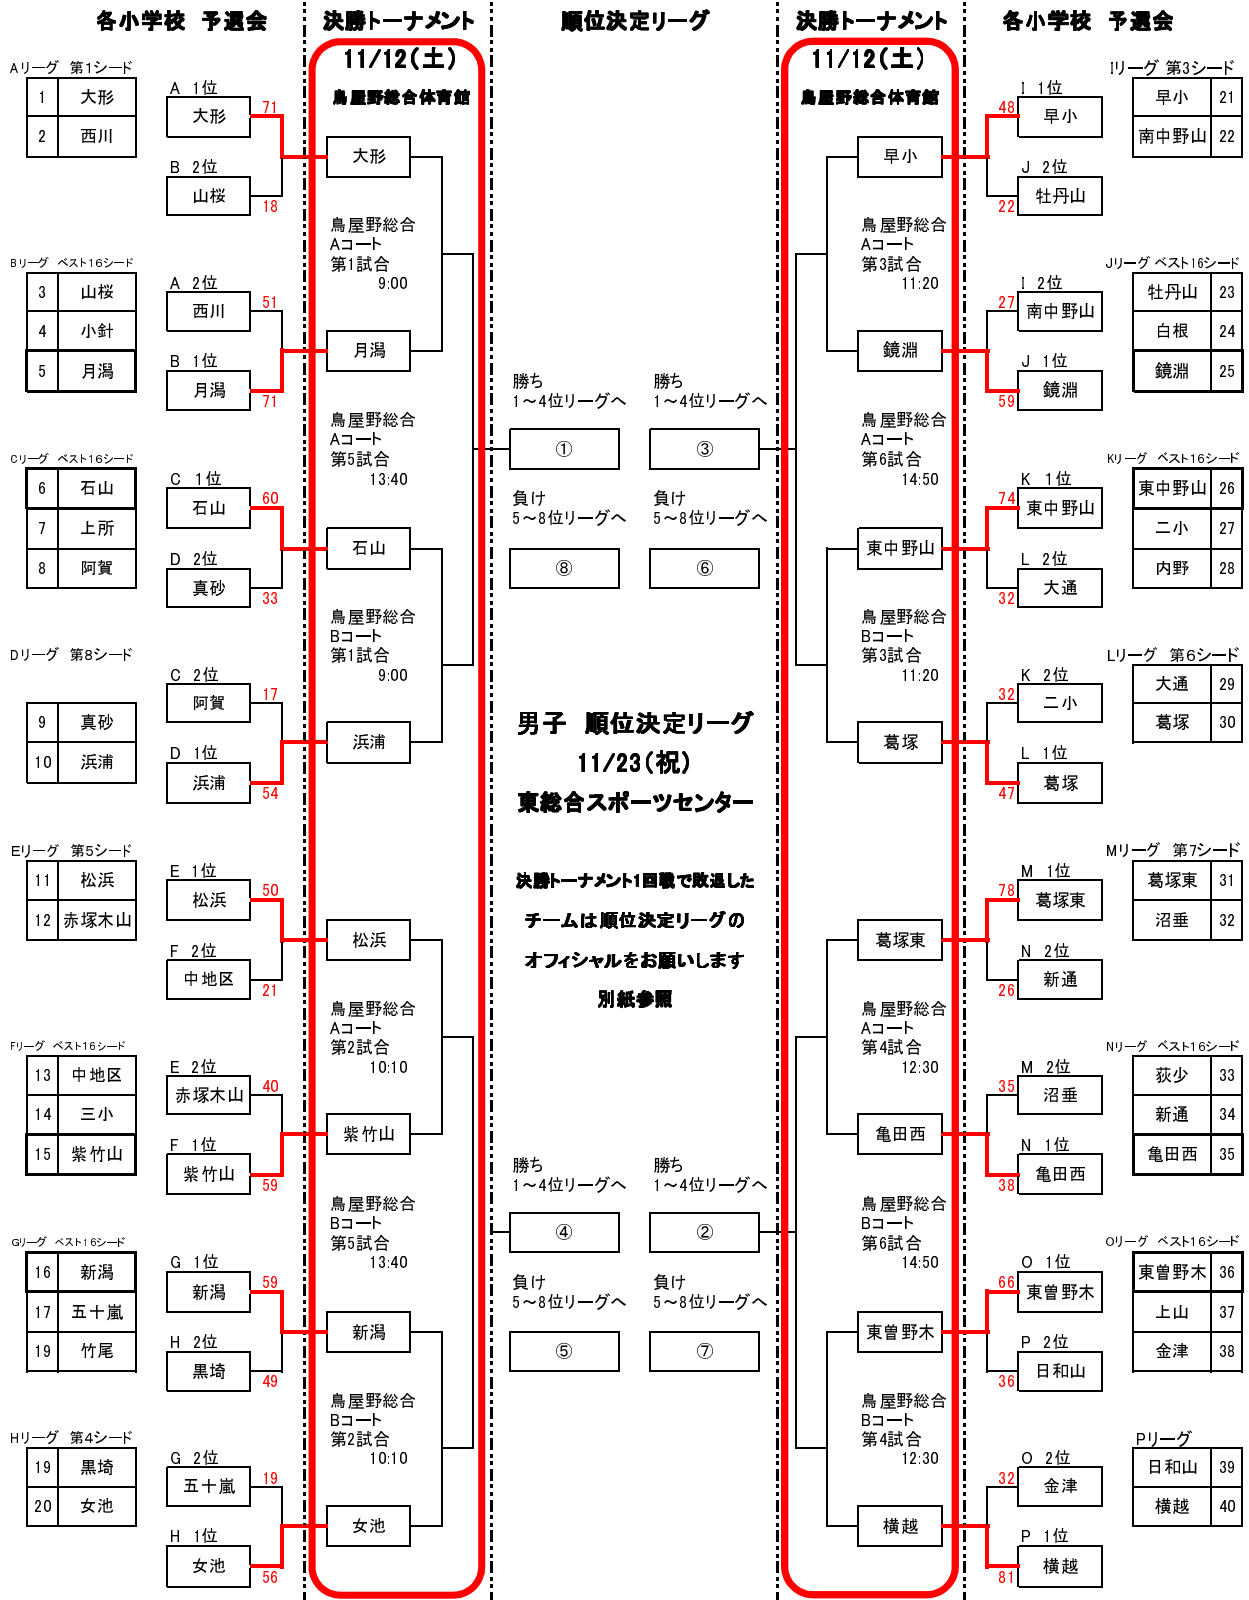 各小学校 予選会
決勝トーナメント
順位決定リーグ
決勝トーナメント
各小学校 予選会
11/12(土)
鳥屋野総合体育館
11/12(土)
鳥屋野総合体育館
Aリーグ 第1シード
1 大形
2 西川
A 1位
大形
71
B 2位
山桜
18
大形
鳥屋野総合
Aコート
第1試合
9:00
Bリーグ ベスト16シード
3 山桜
4 小針
5 月潟
A 2位
西川
51
B 1位
月潟
71
月潟
鳥屋野総合
Aコート
第5試合
13:40
Cリーグ ベスト16シード
6 石山
7 上所
8 阿賀
C 1位
石山
60
D 2位
真砂
33
石山
鳥屋野総合
Bコート
第1試合
9:00
Dリーグ 第8シード
9 真砂
10 浜浦
C 2位
阿賀
17
D 1位
浜浦
54
浜浦
Eリーグ 第5シード
11 松浜
12 赤塚木山
E 1位
松浜
50
F 2位
中地区
21
松浜
鳥屋野総合
Aコート
第2試合
10:10
Fリーグ ベスト16シード
13 中地区
14 三小
15 紫竹山
E 2位
赤塚木山
40
F 1位
紫竹山
59
紫竹山
鳥屋野総合
Bコート
第5試合
13:40
Gリーグ ベスト16シード
16 新潟
17 五十嵐
19 竹尾
G 1位
新潟
59
H 2位
黒埼
49
新潟
鳥屋野総合
Bコート
第2試合
10:10
Hリーグ 第4シード
19 黒埼
20 女池
G 2位
五十嵐
19
H 1位
女池
56
女池
勝ち
1～4位リーグへ
①
負け
5～8位リーグへ
⑧
勝ち
1～4位リーグへ
③
負け
5～8位リーグへ
⑥
男子 順位決定リーグ
11/23(祝)
東総合スポーツセンター
決勝トーナメント1回戦で敗退した
チームは順位決定リーグの
オフィシャルをお願いします
別紙参照
勝ち
1～4位リーグへ
④
負け
5～8位リーグへ
⑤
勝ち
1～4位リーグへ
②
負け
5～8位リーグへ
⑦
早小
鳥屋野総合
Aコート
第3試合
11:20
I 1位
早小
48
J 2位
牡丹山
22
Iリーグ 第3シード
早小 21
南中野山 22
鏡淵
鳥屋野総合
Aコート
第6試合
14:50
I 2位
南中野山
27
J 1位
鏡淵
59
Jリーグ ベスト16シード
牡丹山 23
白根 24
鏡淵 25
東中野山
鳥屋野総合
Bコート
第3試合
11:20
K 1位
東中野山
74
L 2位
大通
32
Kリーグ ベスト16シード
東中野山 26
二小 27
内野 28
葛塚
K 2位
二小
32
L 1位
葛塚
47
Lリーグ 第6シード
大通 29
葛塚 30
葛塚東
鳥屋野総合
Aコート
第4試合
12:30
M 1位
葛塚東
78
N 2位
新通
26
Mリーグ 第7シード
葛塚東 31
沼垂 32
亀田西
鳥屋野総合
Bコート
第6試合
14:50
M 2位
沼垂
35
N 1位
亀田西
38
Nリーグ ベスト16シード
荻少 33
新通 34
亀田西 35
東曽野木
鳥屋野総合
Bコート
第4試合
12:30
O 1位
東曽野木
66
P 2位
日和山
36
Oリーグ ベスト16シード
東曽野木 36
上山 37
金津 38
横越
O 2位
金津
32
P 1位
横越
81
Pリーグ
日和山 39
横越 40